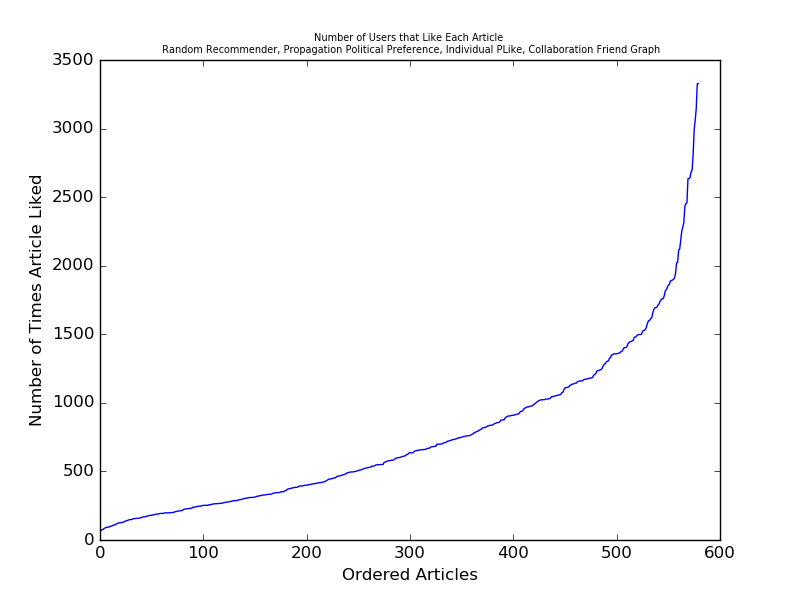 Number of Users that Like Each Article
Random Recommender, Propagation Political Preference, Individual PLike, Collaboration Friend Graph
Number of Times Article Liked
3500
3000
2500
2000
1500
1000
500
0
0 100 200 300 400 500 600
Ordered Articles